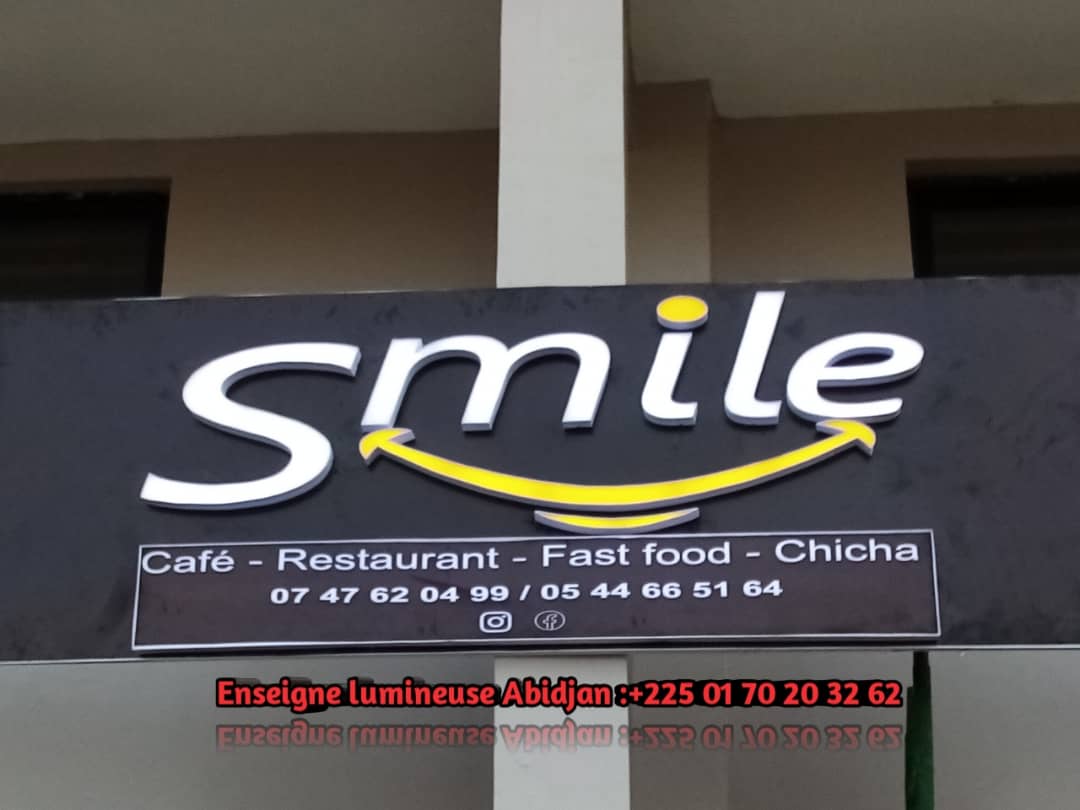 Smile
Café - Restaurant - Fast food - Chicha
07 47 62 04 99 / 05 44 66 51 64
Enseigne lumineuse Abidjan :+225 01 70 20 32 62